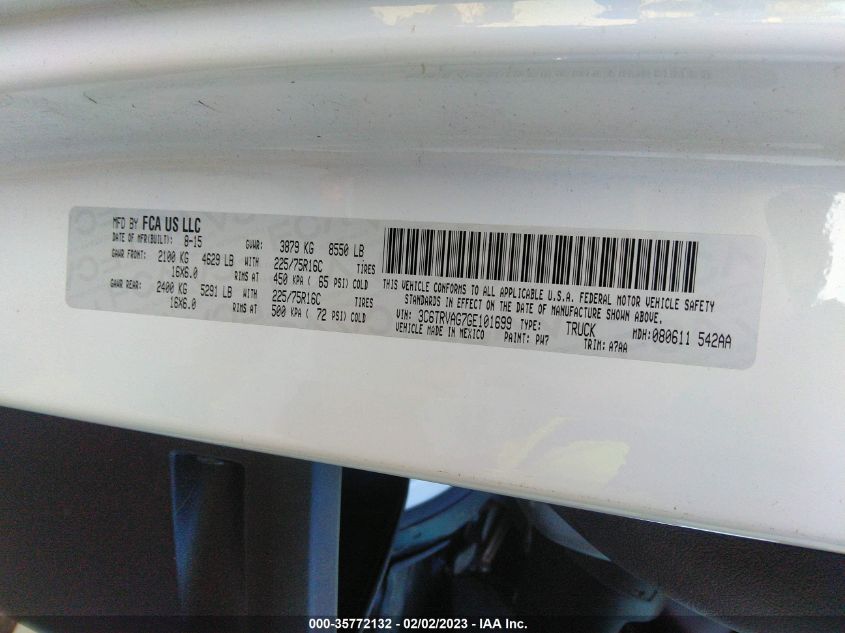 MFD BY FCA US LLC
DATE OF MFR(BUILT): 8-15 GVWR: 3879 KG 8550 LB
GAWR FRONT: 2100 KG 4629 LB WITH 225/75R16C TIRES
16X6.0 RIMS AT 450 KPA ( 65 PSI) COLD
GAWR REAR: 2400 KG 5291 LB WITH 225/75R16C TIRES
16X6.0 RIMS AT 500 KPA ( 72 PSI) COLD
THIS VEHICLE CONFORMS TO ALL APPLICABLE U.S.A. FEDERAL MOTOR VEHICLE SAFETY
STANDARDS IN EFFECT ON THE DATE OF MANUFACTURE SHOWN ABOVE.
VIN: 3C6TRVAG7GE101699 TYPE: TRUCK MDH:080611 542AA
VEHICLE MADE IN MEXICO PAINT: PW7 TRIM: A7AA
000-35772132 - 02/02/2023 - IAA Inc.